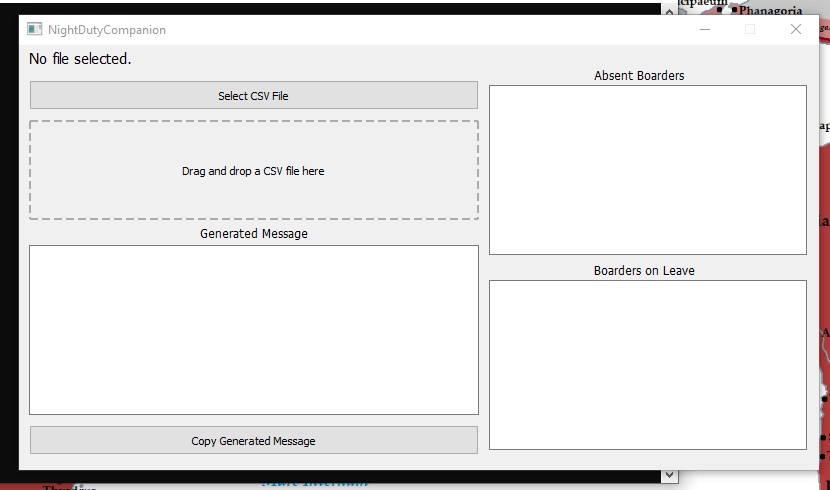 cipaeum
Phanagoria
NightDutyCompanion
No file selected.
Select CSV File
Drag and drop a CSV file here
Generated Message
Copy Generated Message
Absent Boarders
Boarders on Leave